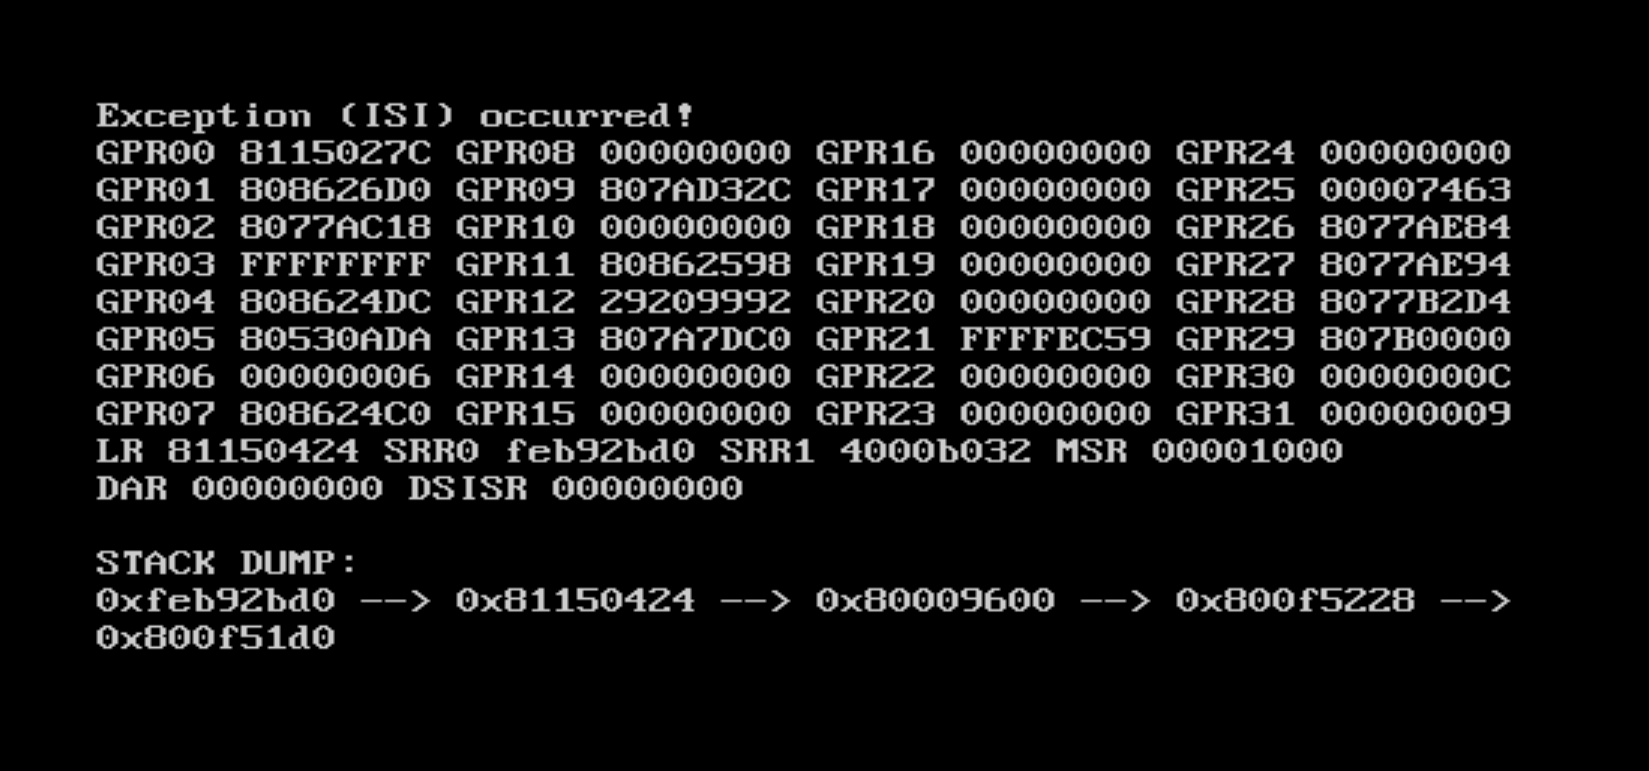 Exception (ISI) occurred!
GPR00 8115027C GPR08 00000000 GPR16 00000000 GPR24 00000000
GPR01 808626D0 GPR09 807AD32C GPR17 00000000 GPR25 00007463
GPR02 8077AC18 GPR10 00000000 GPR18 00000000 GPR26 8077AE84
GPR03 FFFFFFFF GPR11 80862598 GPR19 00000000 GPR27 8077AE94
GPR04 808624DC GPR12 29209992 GPR20 00000000 GPR28 8077B2D4
GPR05 80530ADA GPR13 807A7DC0 GPR21 FFFFEC59 GPR29 807B0000
GPR06 00000006 GPR14 00000000 GPR22 00000000 GPR30 0000000C
GPR07 808624C0 GPR15 00000000 GPR23 00000000 GPR31 00000009
LR 81150424 SRR0 feb92bd0 SRR1 4000b032 MSR 00001000
DAR 00000000 DSISR 00000000
STACK DUMP:
0xfeb92bd0 --> 0x81150424 --> 0x80009600 --> 0x800f5228 -->
0x800f51d0